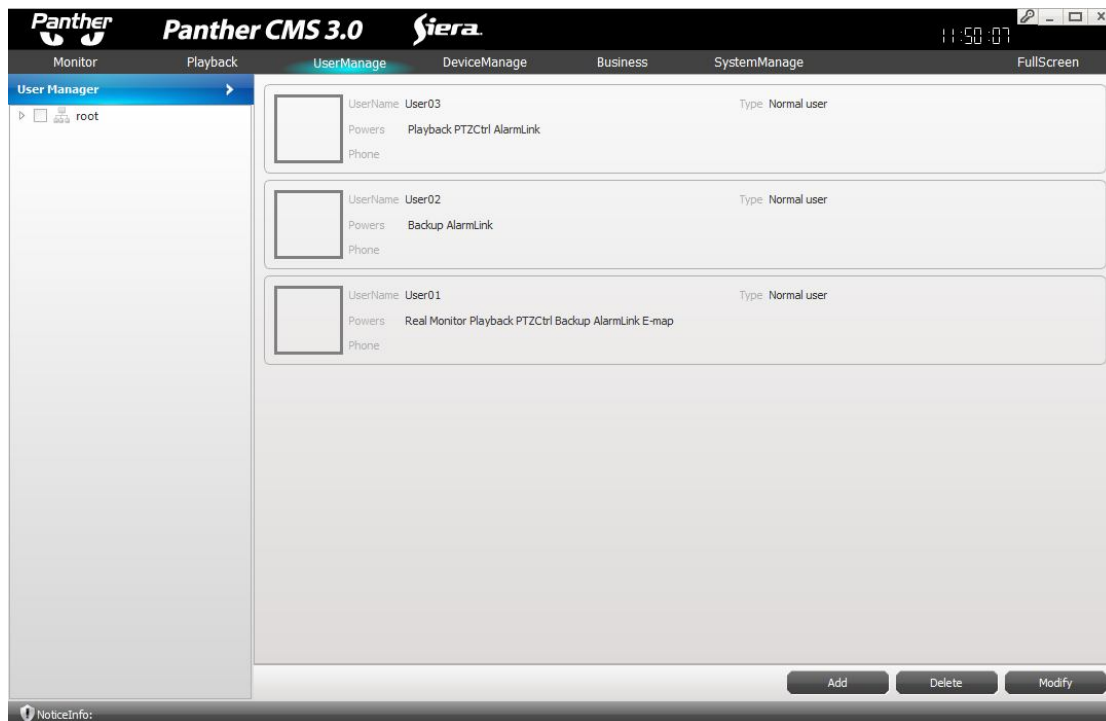 Panther Panther CMS 3.0 Siera 11:50:07
Monitor Playback UserManage DeviceManage Business SystemManage FullScreen
User Manager
root
UserName User03 Type Normal user
Powers Playback PTZCtrl AlarmLink
Phone
UserName User02 Type Normal user
Powers Backup AlarmLink
Phone
UserName User01 Type Normal user
Powers Real Monitor Playback PTZCtrl Backup AlarmLink E-map
Phone
Add Delete Modify
NoticeInfo: